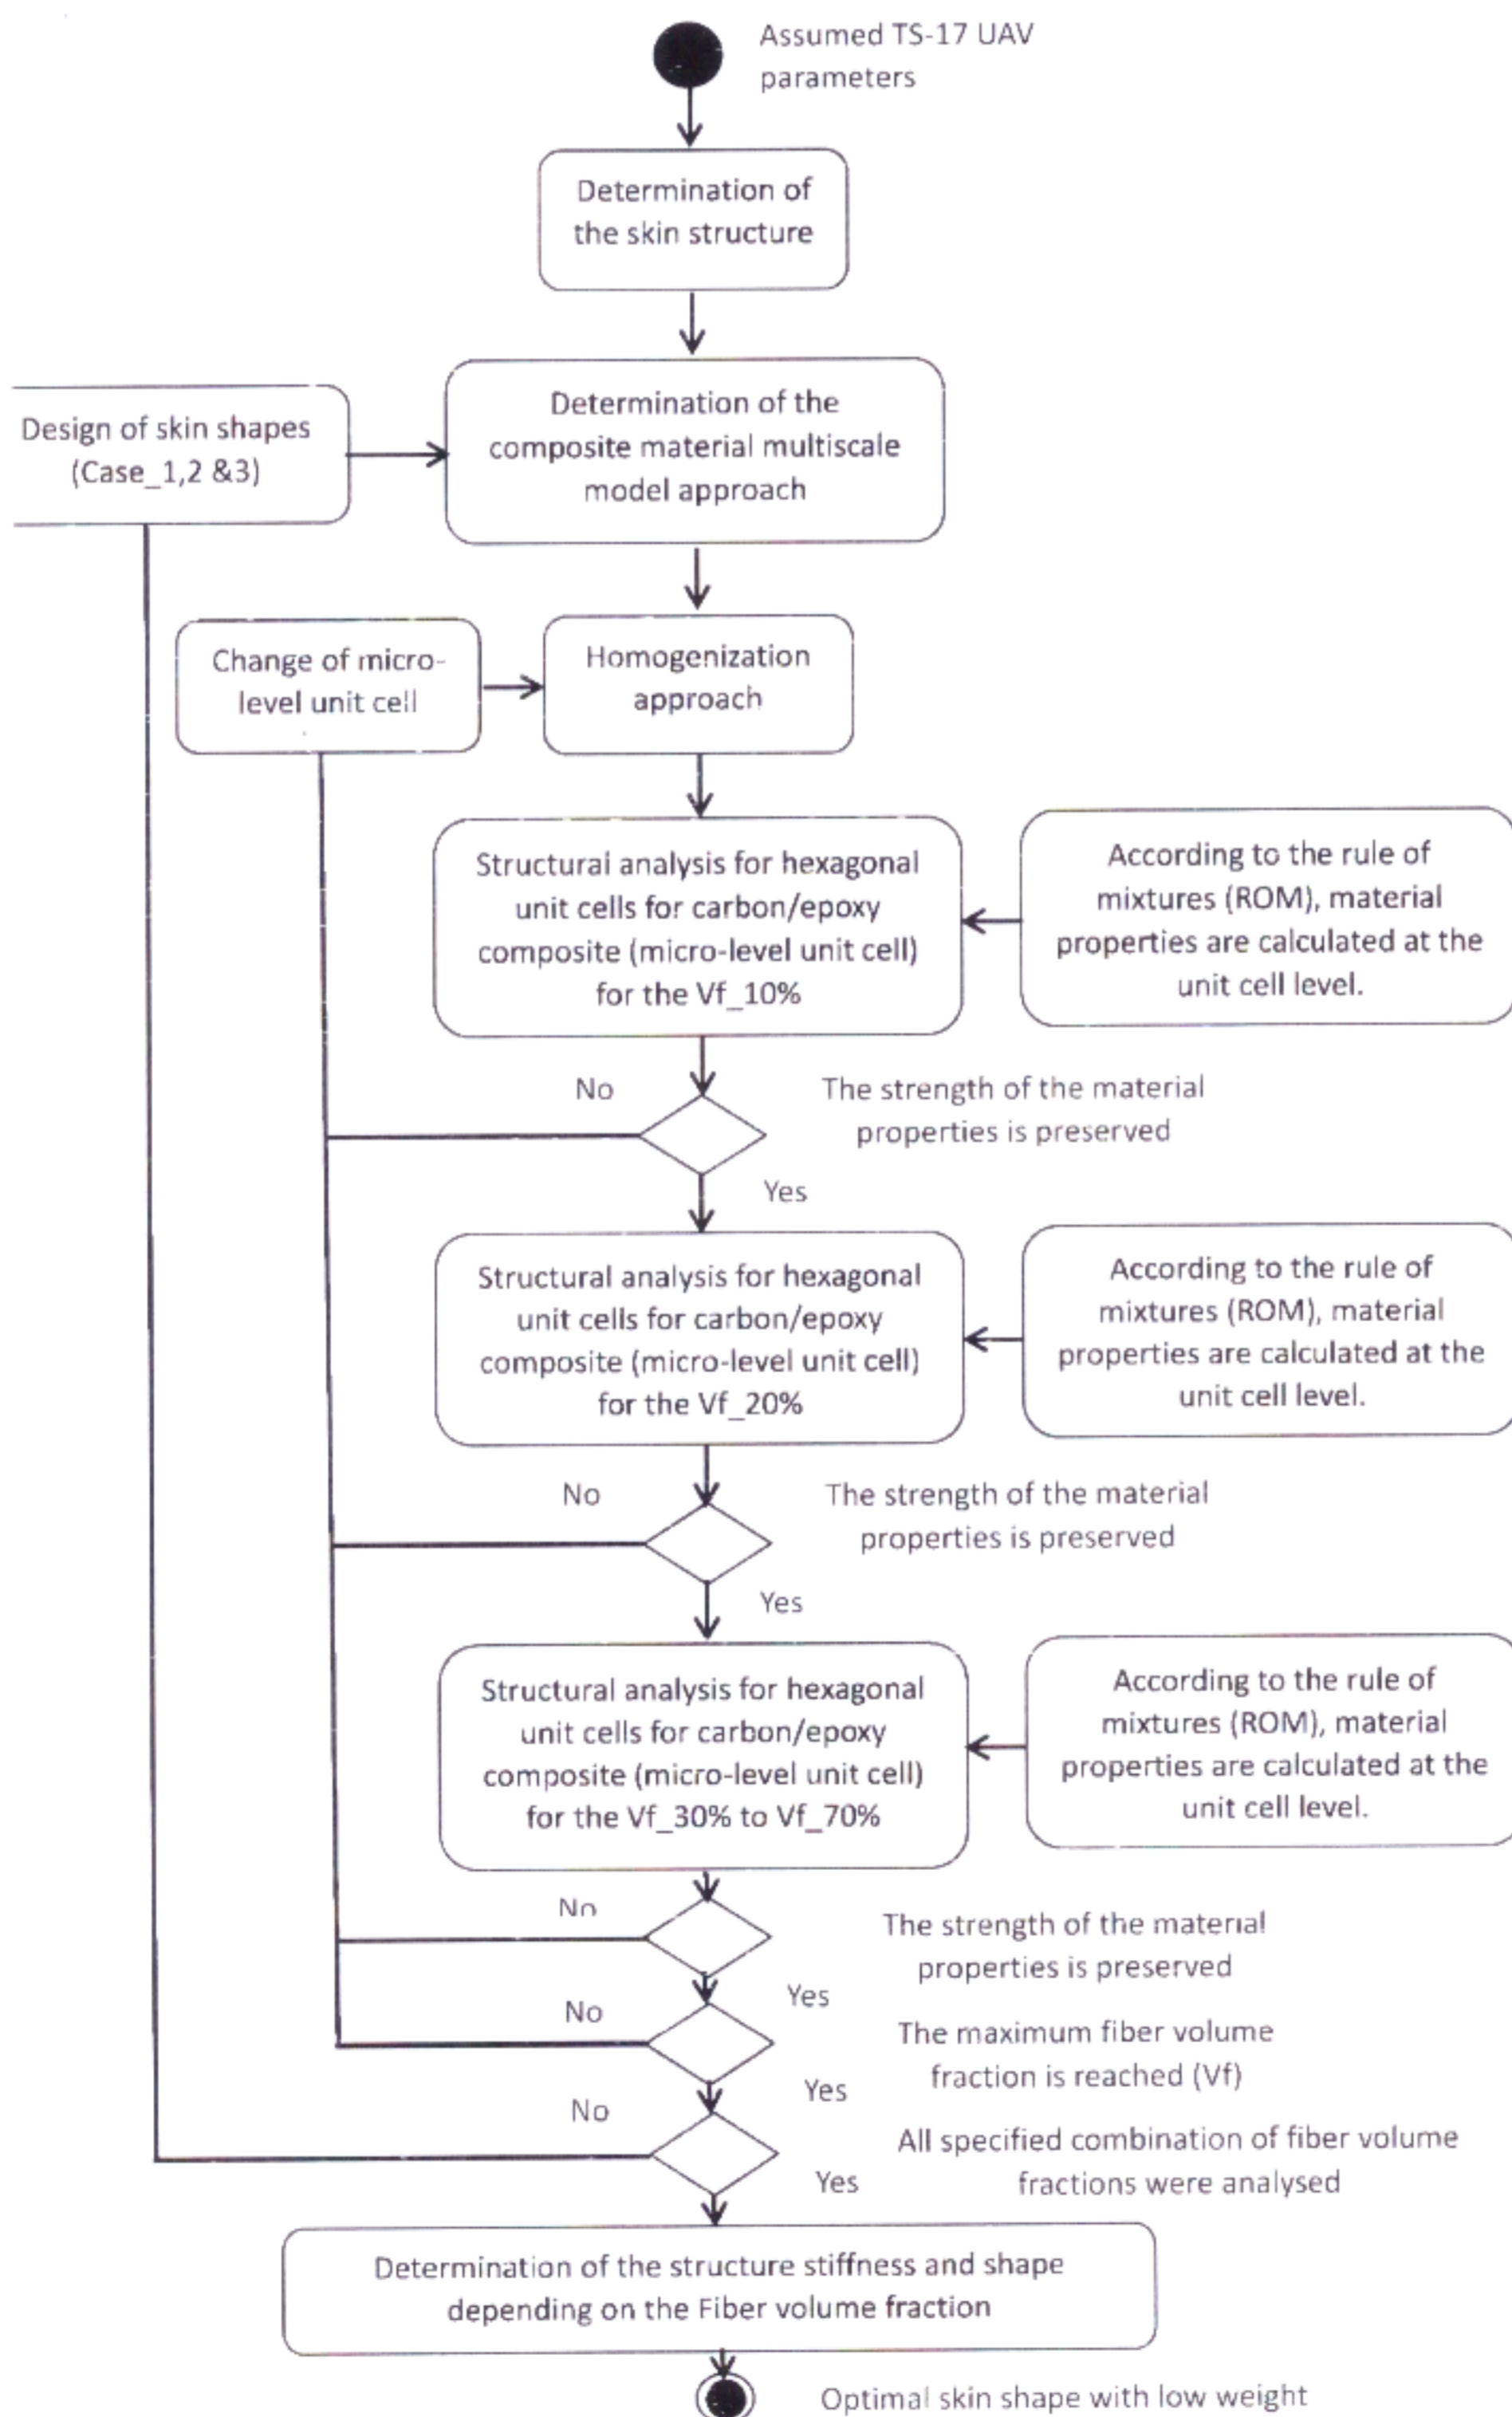 Assumed TS-17 UAV
parameters
Determination of
the skin structure
Design of skin shapes
(Case_1,2 &3)
Determination of the
composite material multiscale
model approach
Change of micro-
level unit cell
Homogenization
approach
Structural analysis for hexagonal
unit cells for carbon/epoxy
composite (micro-level unit cell)
for the Vf_10%
According to the rule of
mixtures (ROM), material
properties are calculated at the
unit cell level.
No
The strength of the material
properties is preserved
Yes
Structural analysis for hexagonal
unit cells for carbon/epoxy
composite (micro-level unit cell)
for the Vf_20%
According to the rule of
mixtures (ROM), material
properties are calculated at the
unit cell level.
No
The strength of the material
properties is preserved
Yes
Structural analysis for hexagonal
unit cells for carbon/epoxy
composite (micro-level unit cell)
for the Vf_30% to Vf_70%
According to the rule of
mixtures (ROM), material
properties are calculated at the
unit cell level.
No
The strength of the material
properties is preserved
Yes
No
The maximum fiber volume
fraction is reached (Vf)
Yes
No
All specified combination of fiber volume
fractions were analysed
Yes
Determination of the structure stiffness and shape
depending on the Fiber volume fraction
Optimal skin shape with low weight